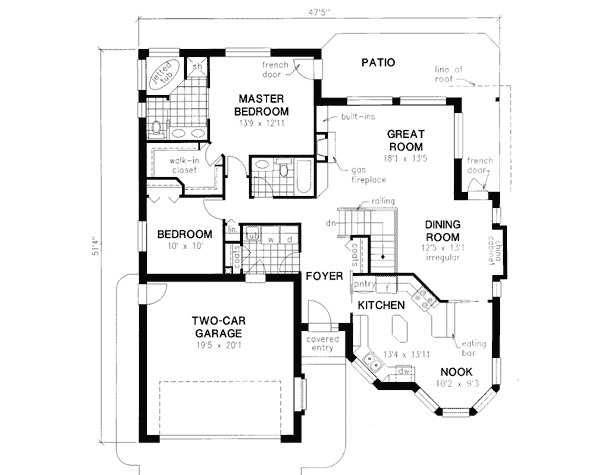 47'5"
51'4"
jetted
tub
sh
french
door
PATIO
line of
roof
MASTER
BEDROOM
13'9 x 12'11
built-ins
GREAT
ROOM
18'1 x 13'5
walk-in
closet
gas
fireplace
french
door
BEDROOM
10' x 10'
lin.
railing
dn
w
d
coats
coats
DINING
ROOM
12'5 x 13'1
irregular
china
cabinet
FOYER
pntry
f
KITCHEN
13'4 x 13'11
TWO-CAR
GARAGE
19'5 x 20'1
covered
entry
eating
bar
dw
NOOK
10'2 x 9'3